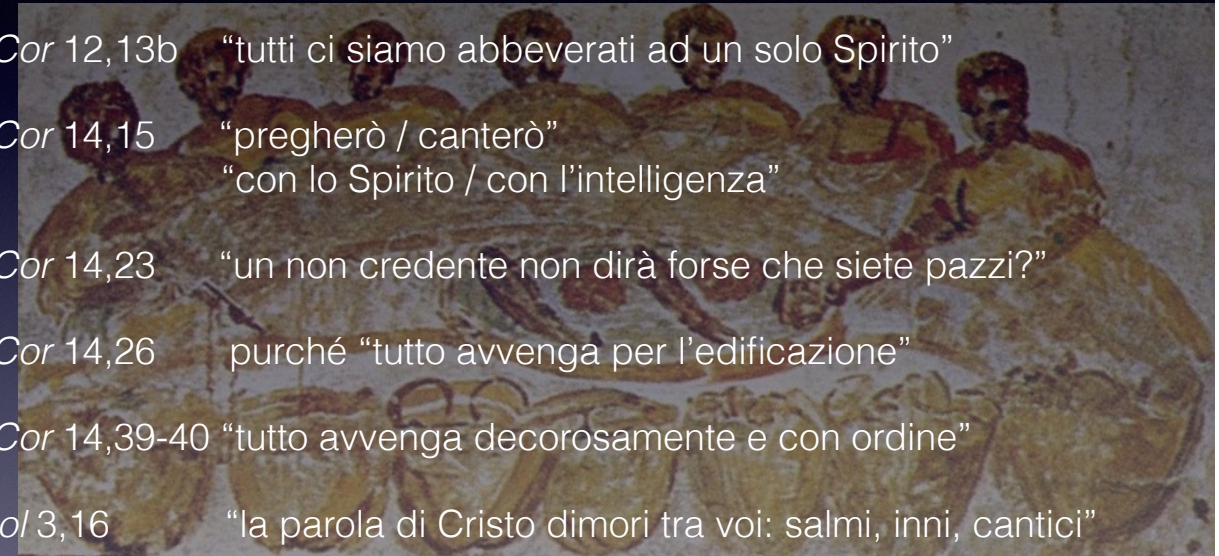 Cor 12,13b “tutti ci siamo abbeverati ad un solo Spirito”
Cor 14,15 “pregherò / canterò”
“con lo Spirito / con l’intelligenza”
Cor 14,23 “un non credente non dirà forse che siete pazzi?”
Cor 14,26 purché “tutto avvenga per l’edificazione”
Cor 14,39-40 “tutto avvenga decorosamente e con ordine”
ol 3,16 “la parola di Cristo dimori tra voi: salmi, inni, cantici”